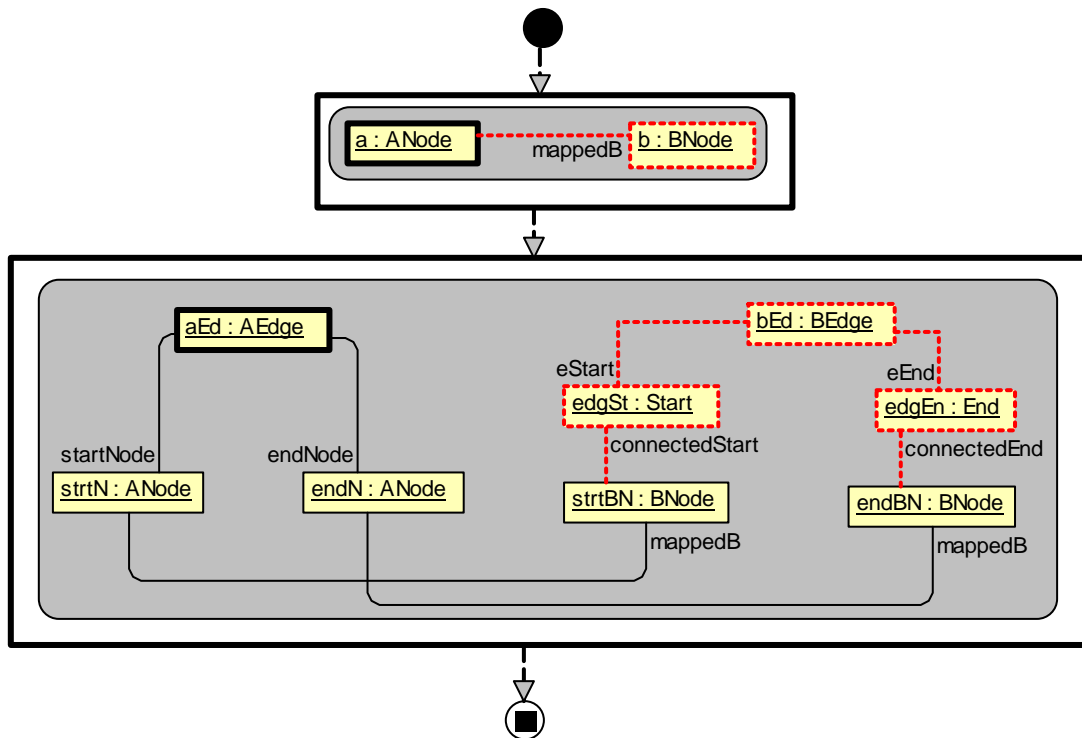 a : ANode
b : BNode
mappedB
aEd : AEdge
bEd : BEdge
eStart
eEnd
edgSt : Start
edgEn : End
startNode
endNode
connectedStart
connectedEnd
strtN : ANode
endN : ANode
strtBN : BNode
endBN : BNode
mappedB
mappedB